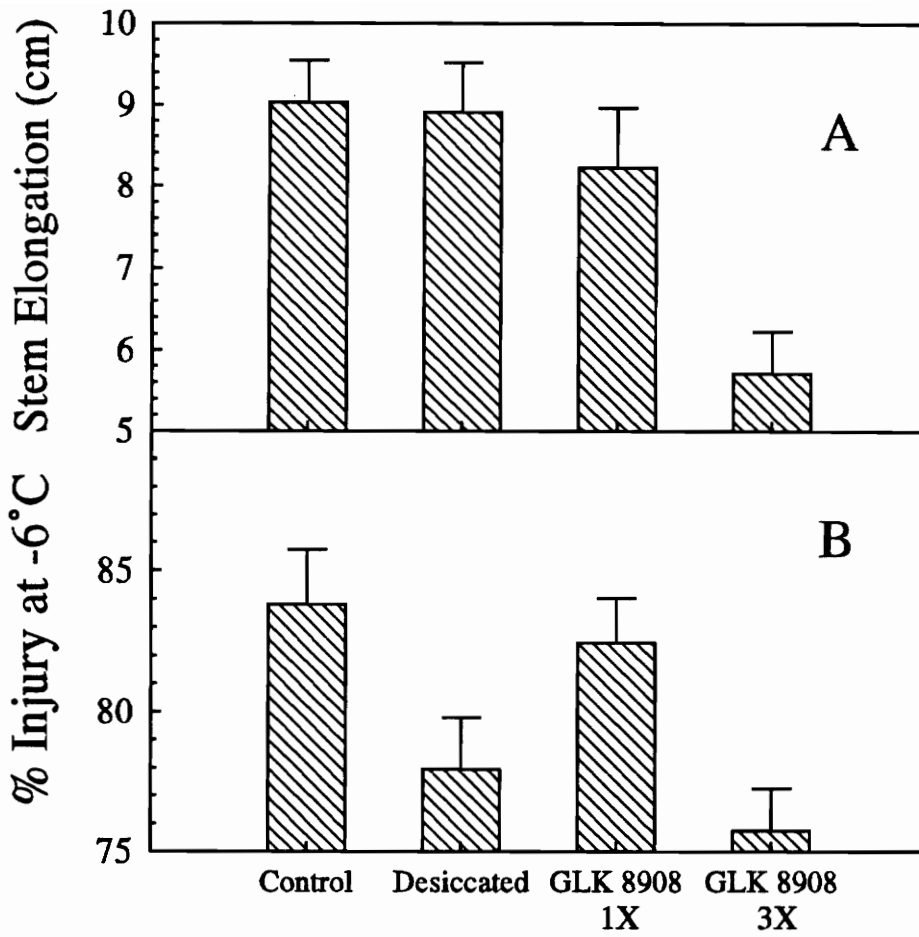 Stem Elongation (cm)
10
9
8
7
6
5
A
% Injury at -6°C
85
80
75
B
Control
Desiccated
GLK 8908
1X
GLK 8908
3X